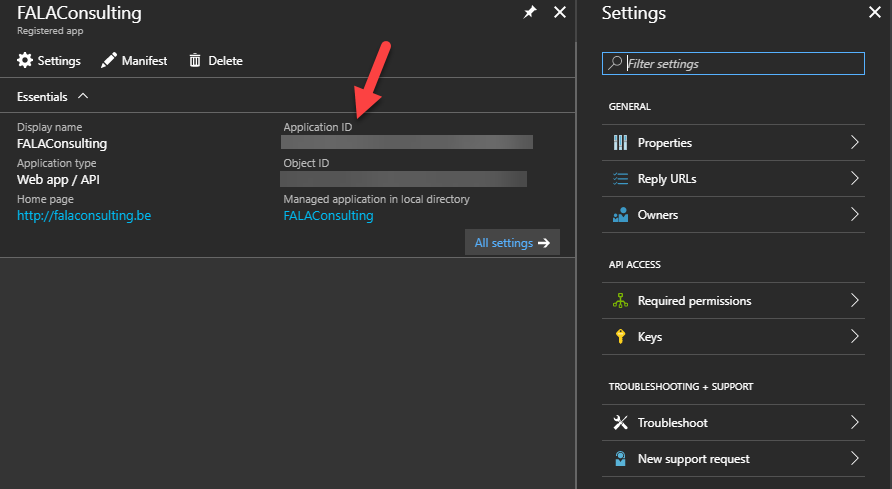 FALAConsulting
Registered app
Settings
Manifest
Delete
Essentials
Display name
FALAConsulting
Application type
Web app / API
Home page
http://falaconsulting.be
Application ID
Object ID
Managed application in local directory
FALAConsulting
All settings
Settings
Filter settings
GENERAL
Properties
Reply URLs
Owners
API ACCESS
Required permissions
Keys
TROUBLESHOOTING + SUPPORT
Troubleshoot
New support request